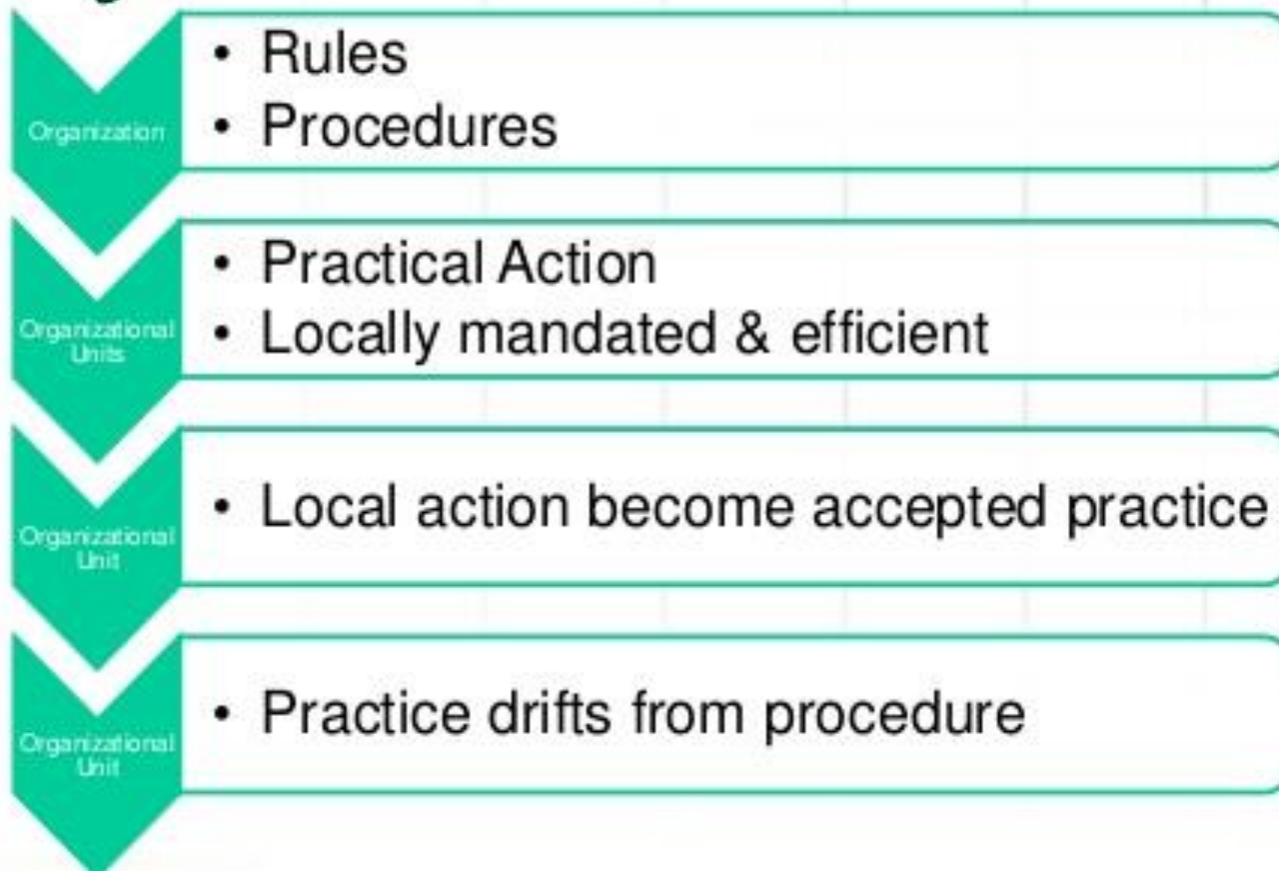 Organization
• Rules
• Procedures
Organizational
Units
• Practical Action
• Locally mandated & efficient
Organizational
Unit
• Local action become accepted practice
Organizational
Unit
• Practice drifts from procedure